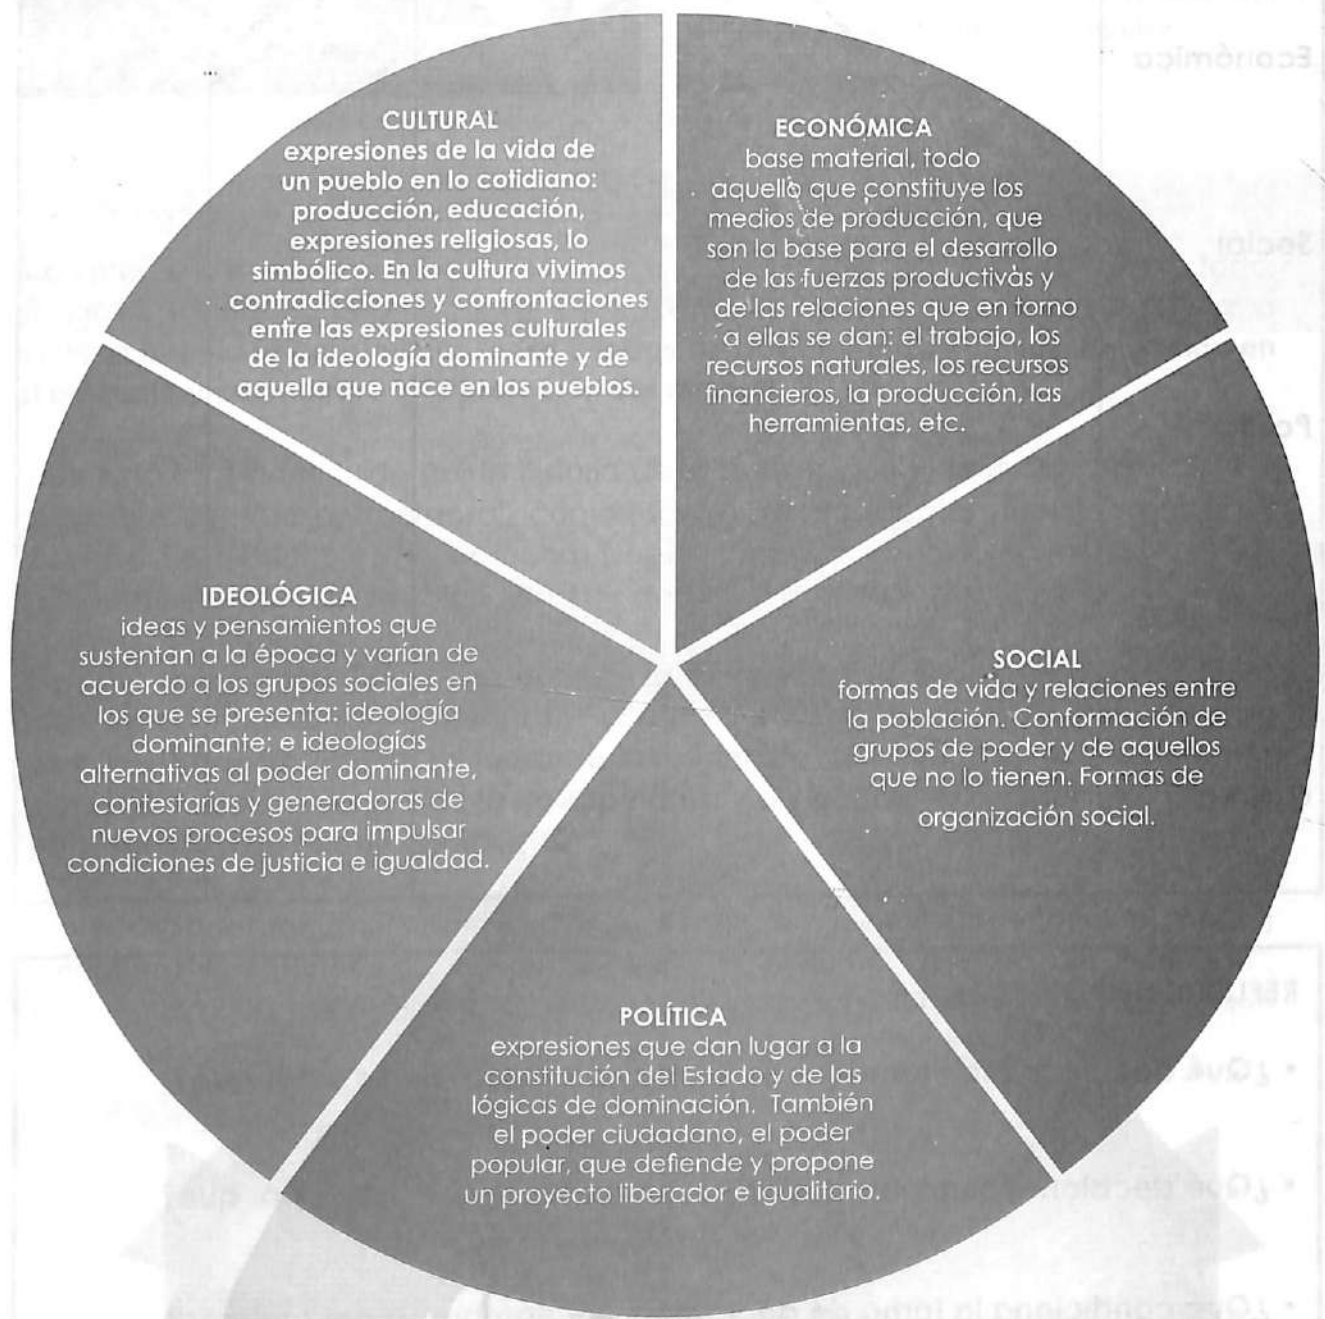 CULTURAL
expresiones de la vida de
un pueblo en lo cotidiano:
producción, educación,
expresiones religiosas, lo
simbólico. En la cultura vivimos
contradicciones y confrontaciones
entre las expresiones culturales
de la ideología dominante y de
aquella que nace en los pueblos.
ECONÓMICA
base material, todo
aquello que constituye los
medios de producción, que
son la base para el desarrollo
de las fuerzas productivas y
de las relaciones que en torno
a ellas se dan: el trabajo, los
recursos naturales, los recursos
financieros, la producción, las
herramientas, etc.
SOCIAL
formas de vida y relaciones entre
la población. Conformación de
grupos de poder y de aquellos
que no lo tienen. Formas de
organización social.
POLÍTICA
expresiones que dan lugar a la
constitución del Estado y de las
lógicas de dominación. También
el poder ciudadano, el poder
popular, que defiende y propone
un proyecto liberador e igualitario.
IDEOLÓGICA
ideas y pensamientos que
sustentan a la época y varían de
acuerdo a los grupos sociales en
los que se presenta: ideología
dominante; e ideologías
alternativas al poder dominante,
contestarías y generadoras de
nuevos procesos para impulsar
condiciones de justicia e igualdad.
Económica
Social